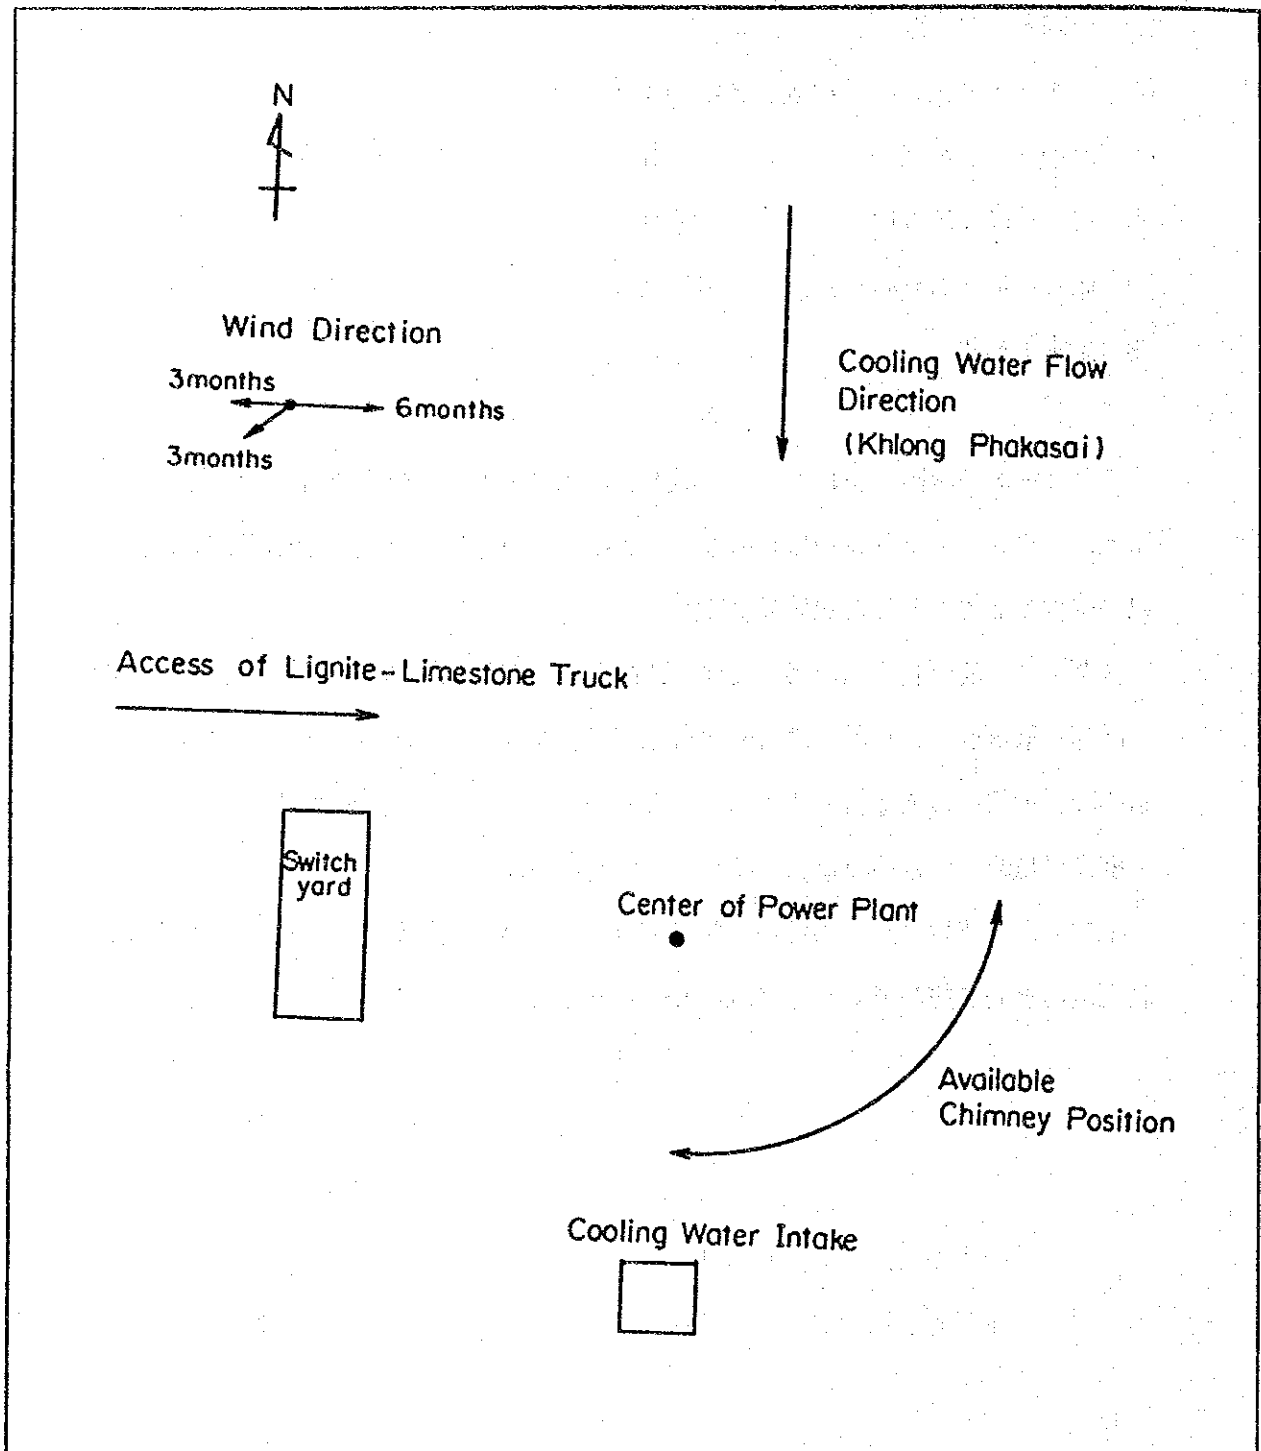 N
Wind Direction
3months
6months
3months
Cooling Water Flow
Direction
(Khlong Phakasai)
Access of Lignite-Limestone Truck
Switch
yard
Center of Power Plant
Available
Chimney Position
Cooling Water Intake